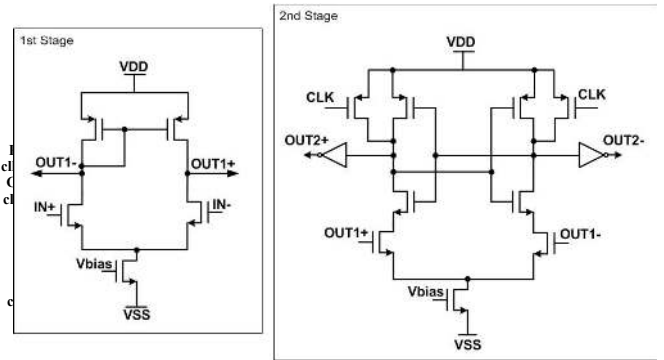 1st Stage
VDD
OUT1-
OUT1+
IN+
IN-
Vbias
VSS
2nd Stage
VDD
CLK
CLK
OUT2+
OUT2-
OUT1+
OUT1-
Vbias
VSS